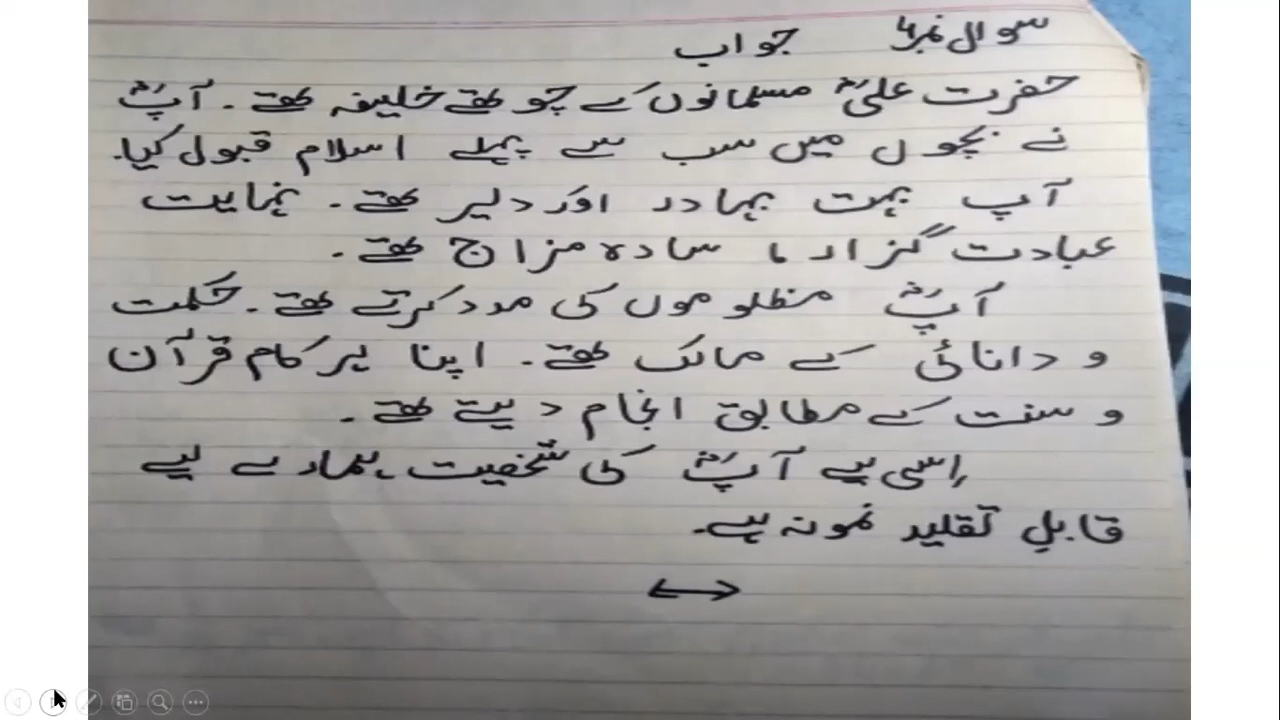 سوال نمبر۴ جواب
حضرت علیؓ مسلمانوں کے چوتھے خلیفہ تھے۔ آپؓ
نے بچوں میں سب سے پہلے اسلام قبول کیا۔
آپ بہت بہادر اور دلیر تھے۔ نہایت
عبادت گزار، سادہ مزاج تھے۔
آپؓ مظلوموں کی مدد کرتے تھے۔ حکمت
و دانائی کے مالک تھے۔ اپنا ہر کام قرآن
و سنت کے مطابق انجام دیتے تھے۔
اِسی لیے آپؓ کی شخصیت ہمارے لیے
قابلِ تقلید نمونہ ہے۔